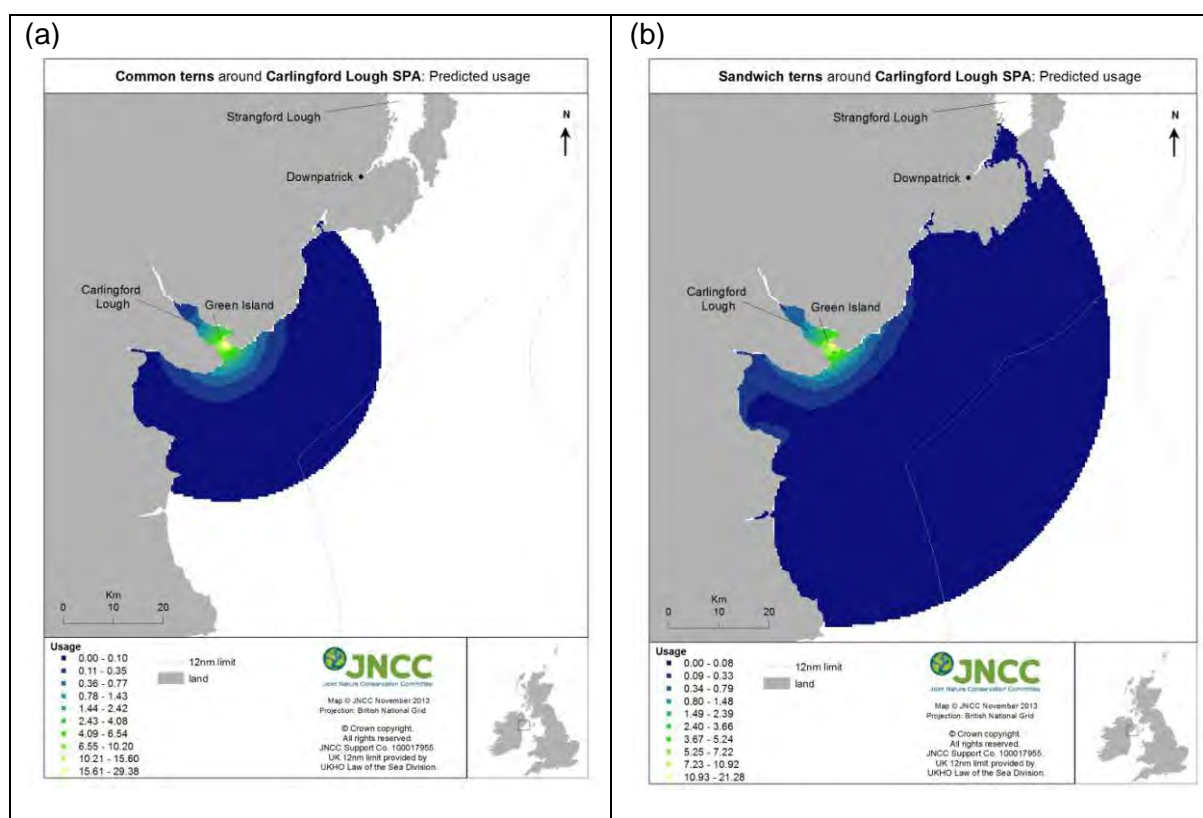 (a)
Common terns around Carlingford Lough SPA: Predicted usage
Strangford Lough
N
Downpatrick
Carlingford
Lough
Green Island
Km
0 10 20
Usage
0.00 - 0.10
0.11 - 0.35
0.36 - 0.77
0.78 - 1.43
1.44 - 2.42
2.43 - 4.08
4.09 - 6.54
6.55 - 10.20
10.21 - 15.60
15.61 - 29.38
12nm limit
land
JNCC
Joint Nature Conservation Committee
Map © JNCC November 2013
Projection: British National Grid
© Crown copyright.
All rights reserved.
JNCC Support Co. 100017955.
UK 12nm limit provided by
UKHO Law of the Sea Division.
(b)
Sandwich terns around Carlingford Lough SPA: Predicted usage
Strangford Lough
N
Downpatrick
Carlingford
Lough
Green Island
Km
0 10 20
Usage
0.00 - 0.08
0.09 - 0.33
0.34 - 0.79
0.80 - 1.48
1.49 - 2.39
2.40 - 3.66
3.67 - 5.24
5.25 - 7.22
7.23 - 10.92
10.93 - 21.28
12nm limit
land
JNCC
Joint Nature Conservation Committee
Map © JNCC November 2013
Projection: British National Grid
© Crown copyright.
All rights reserved.
JNCC Support Co. 100017955.
UK 12nm limit provided by
UKHO Law of the Sea Division.